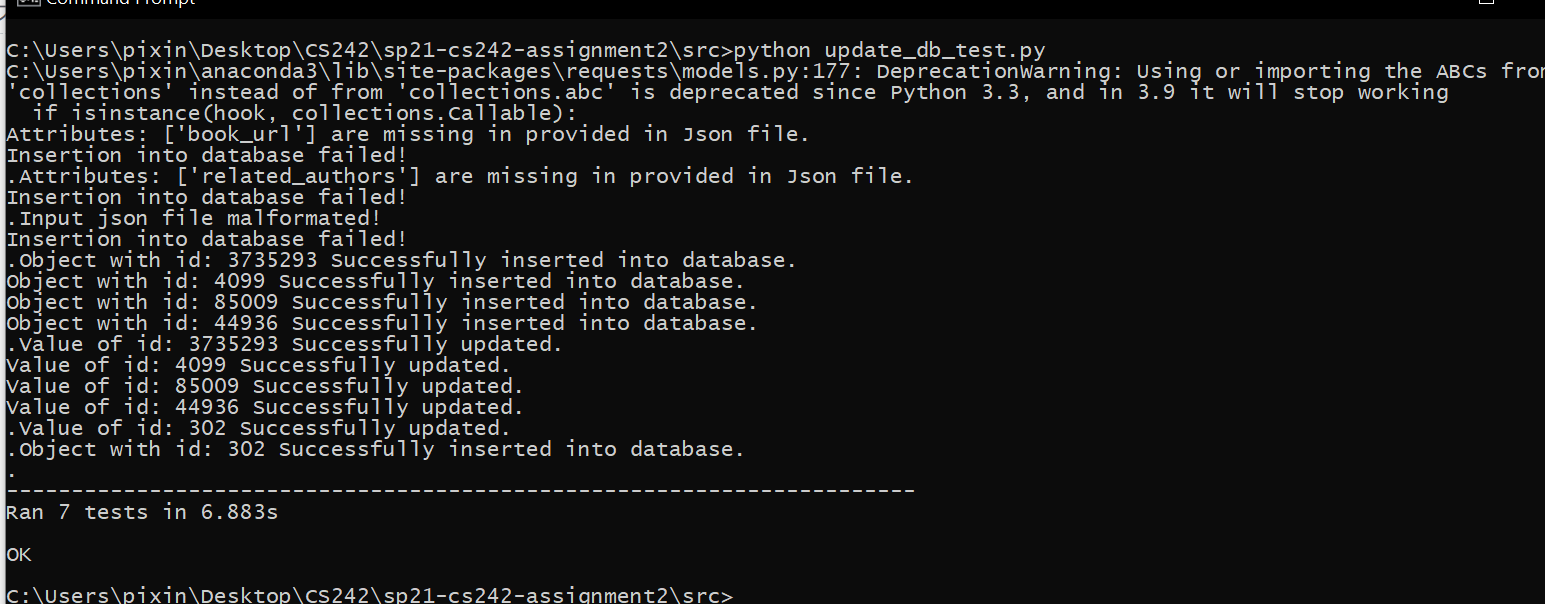 Command Prompt
C:\Users\pixin\Desktop\CS242\sp21-cs242-assignment2\src>python update_db_test.py
C:\Users\pixin\anaconda3\lib\site-packages\requests\models.py:177: DeprecationWarning: Using or importing the ABCs from
'collections' instead of from 'collections.abc' is deprecated since Python 3.3, and in 3.9 it will stop working
  if isinstance(hook, collections.Callable):
Attributes: ['book_url'] are missing in provided in Json file.
Insertion into database failed!
.Attributes: ['related_authors'] are missing in provided in Json file.
Insertion into database failed!
.Input json file malformated!
Insertion into database failed!
.Object with id: 3735293 Successfully inserted into database.
Object with id: 4099 Successfully inserted into database.
Object with id: 85009 Successfully inserted into database.
Object with id: 44936 Successfully inserted into database.
.Value of id: 3735293 Successfully updated.
Value of id: 4099 Successfully updated.
Value of id: 85009 Successfully updated.
Value of id: 44936 Successfully updated.
.Value of id: 302 Successfully updated.
.Object with id: 302 Successfully inserted into database.
.
----------------------------------------------------------------------
Ran 7 tests in 6.883s
OK
C:\Users\pixin\Desktop\CS242\sp21-cs242-assignment2\src>